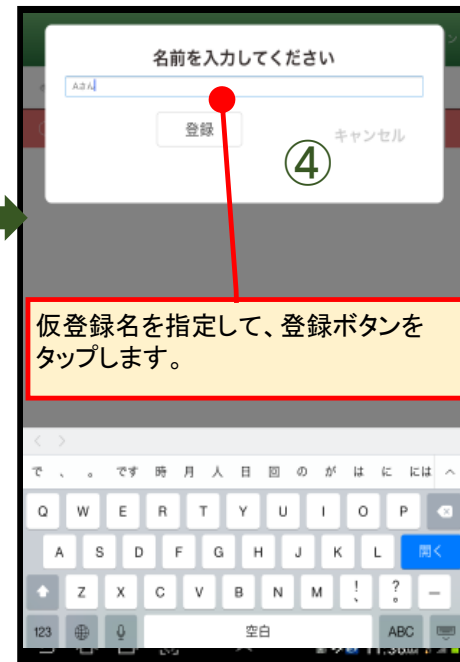 名前を入力してください
Aさん
登録
キャンセル
④
仮登録名を指定して、登録ボタンを
タップします。
で 、 。 です 時 月 人 日 回 の が は に には
Q W E R T Y U I O P
A S D F G H J K L 開く
Z X C V B N M ! 、 ? 。 ー
123 空白 ABC